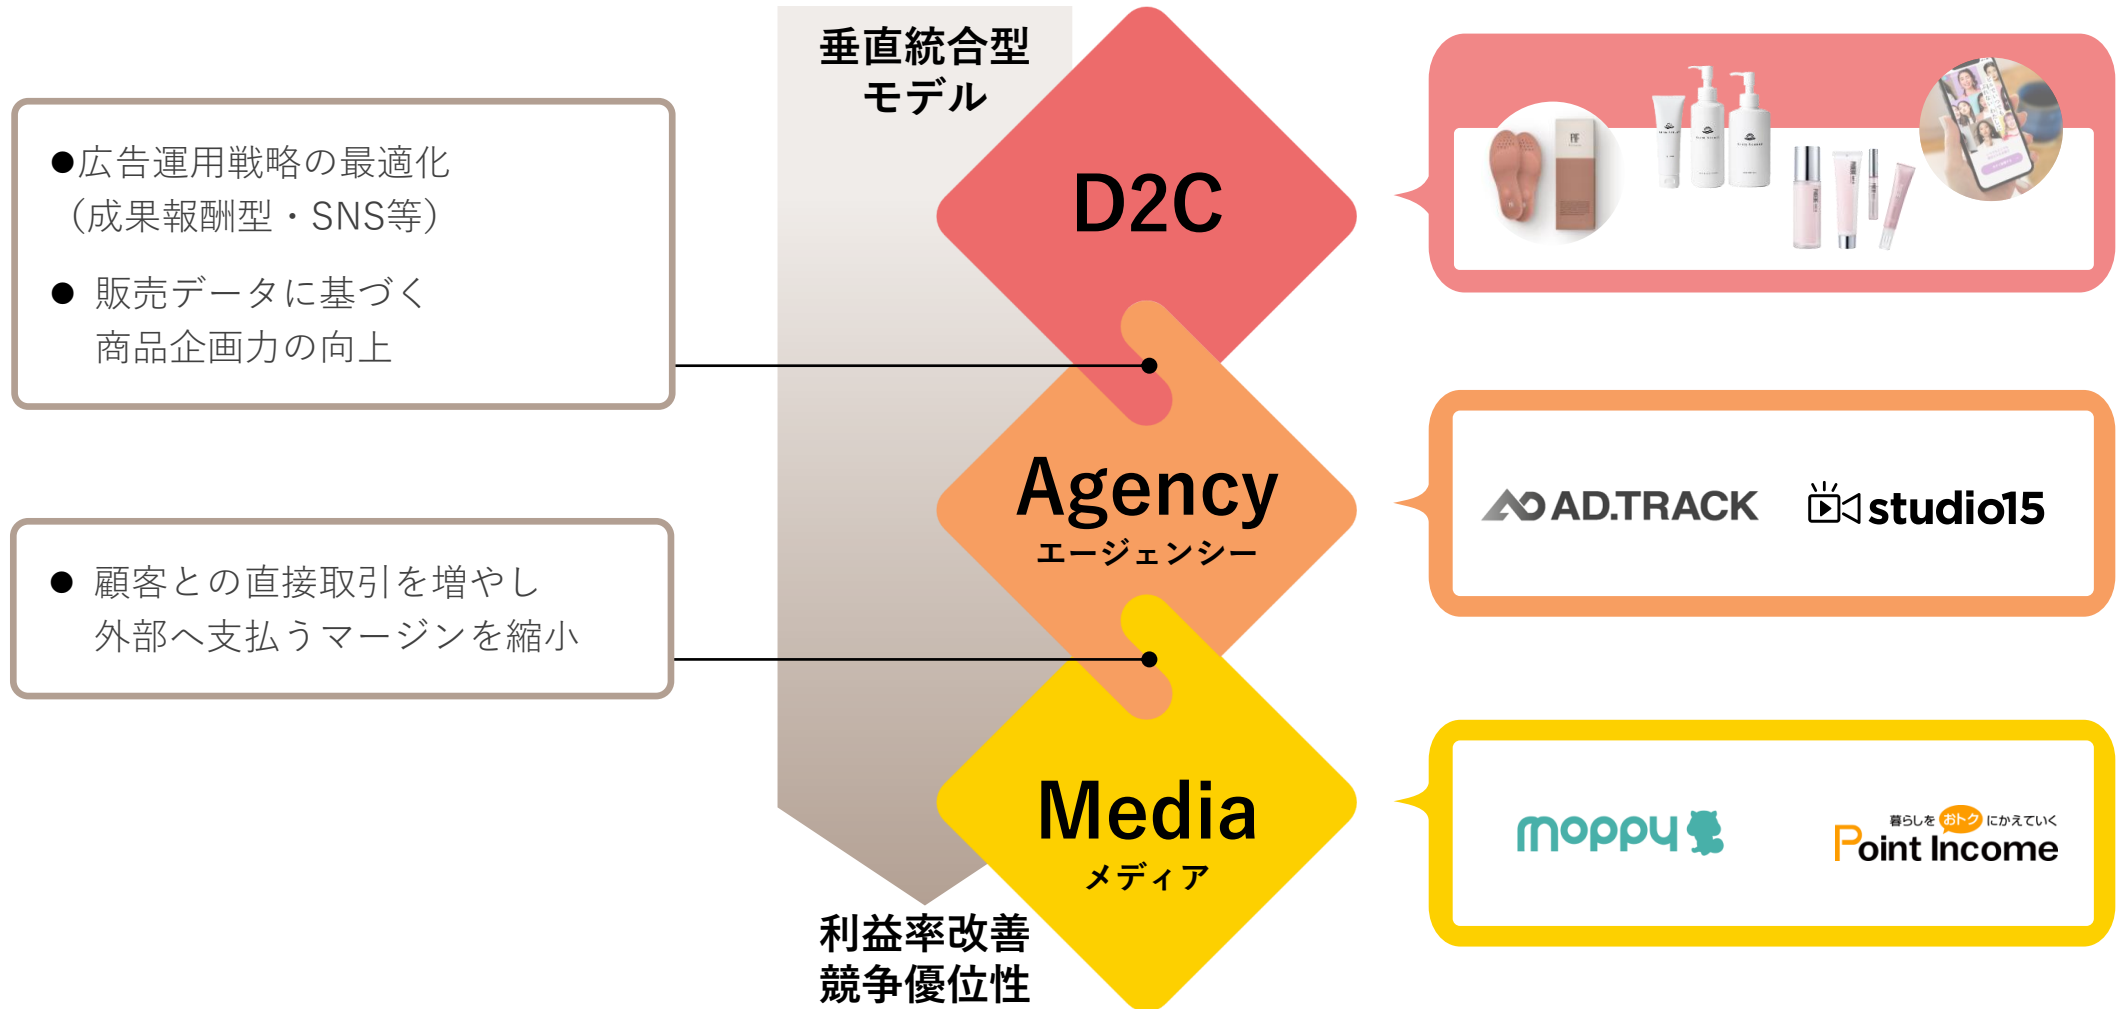 垂直統合型
モデル
●広告運用戦略の最適化
（成果報酬型・SNS等）
● 販売データに基づく
商品企画力の向上
● 顧客との直接取引を増やし
外部へ支払うマージンを縮小
D2C
Agency
エージェンシー
Media
メディア
利益率改善
競争優位性
AD.TRACK
studio15
moppy
暮らしをおトクにかえていく
Point Income